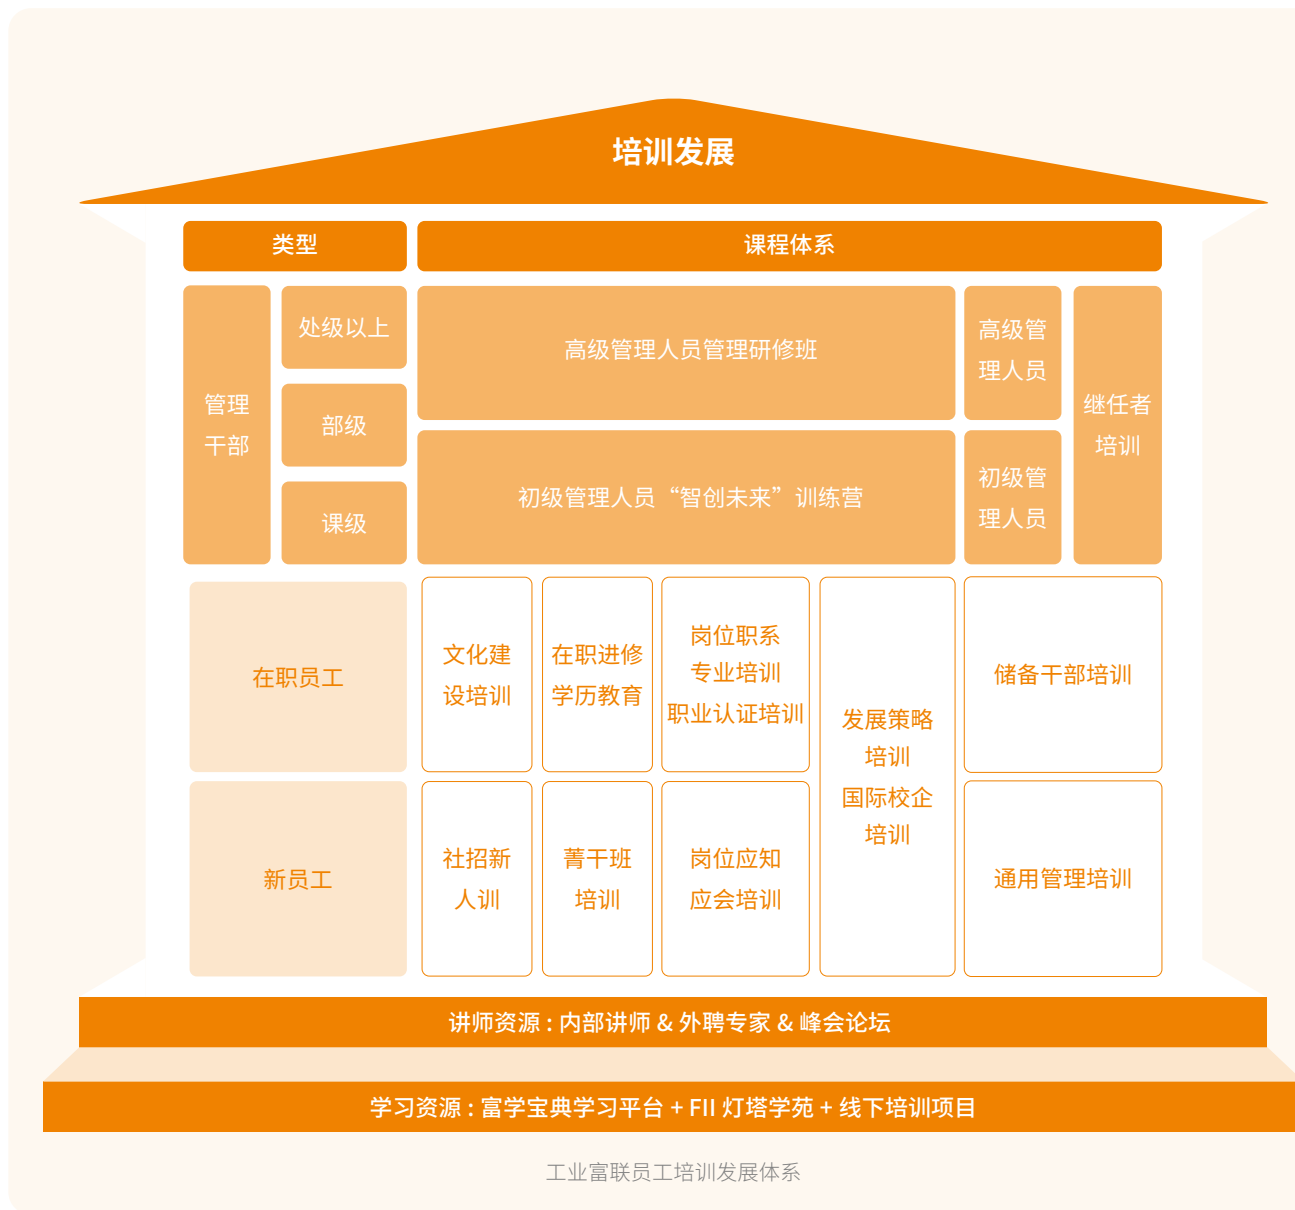 培训发展
类型
课程体系
管理
干部
处级以上
部级
课级
高级管理人员管理研修班
初级管理人员“智创未来”训练营
高级管
理人员
初级管
理人员
继任者
培训
在职员工
文化建
设培训
在职进修
学历教育
岗位职系
专业培训
职业认证培训
发展策略
培训
国际校企
培训
储备干部培训
新员工
社招新
人训
菁干班
培训
岗位应知
应会培训
通用管理培训
讲师资源 : 内部讲师 & 外聘专家 & 峰会论坛
学习资源 : 富学宝典学习平台 + FII 灯塔学苑 + 线下培训项目
工业富联员工培训发展体系